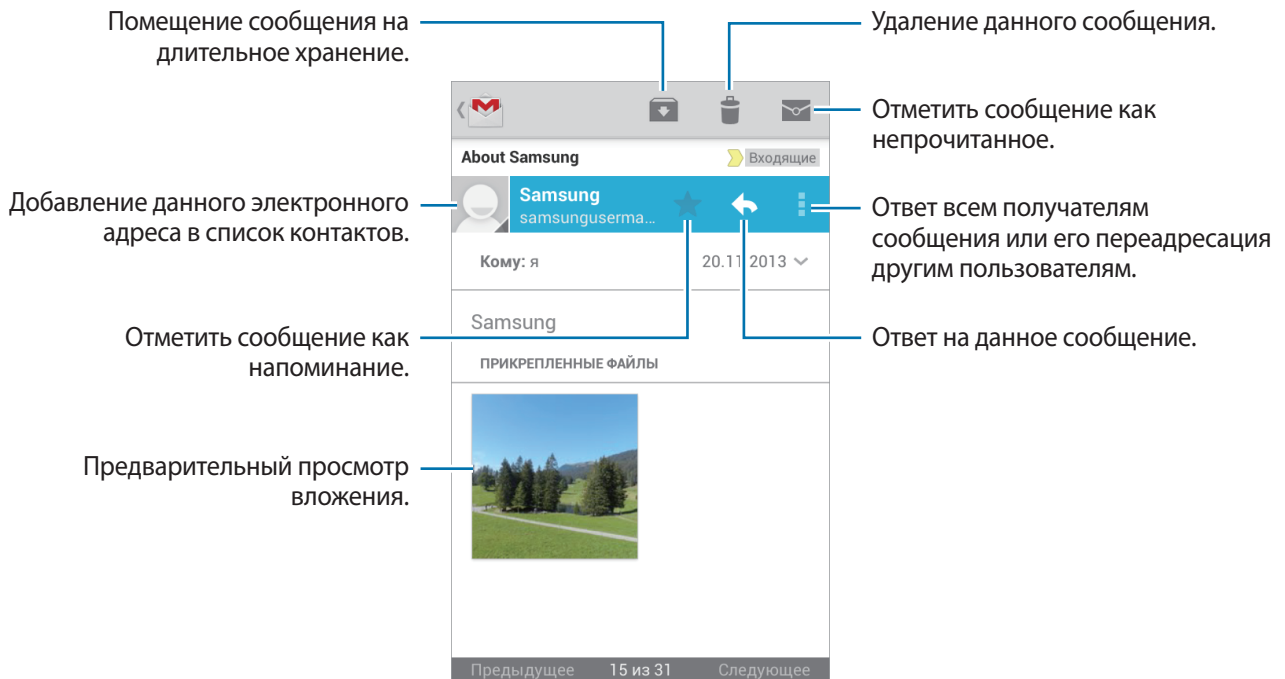 Помещение сообщения на
длительное хранение.
Удаление данного сообщения.
Отметить сообщение как
непрочитанное.
About Samsung
Входящие
Добавление данного электронного
адреса в список контактов.
Samsung
samsunguserma...
Ответ всем получателям
сообщения или его переадресация
другим пользователям.
Кому: я
20.11.2013
Samsung
Отметить сообщение как
напоминание.
Ответ на данное сообщение.
ПРИКРЕПЛЕННЫЕ ФАЙЛЫ
Предварительный просмотр
вложения.
Предыдущее 15 из 31 Следующее